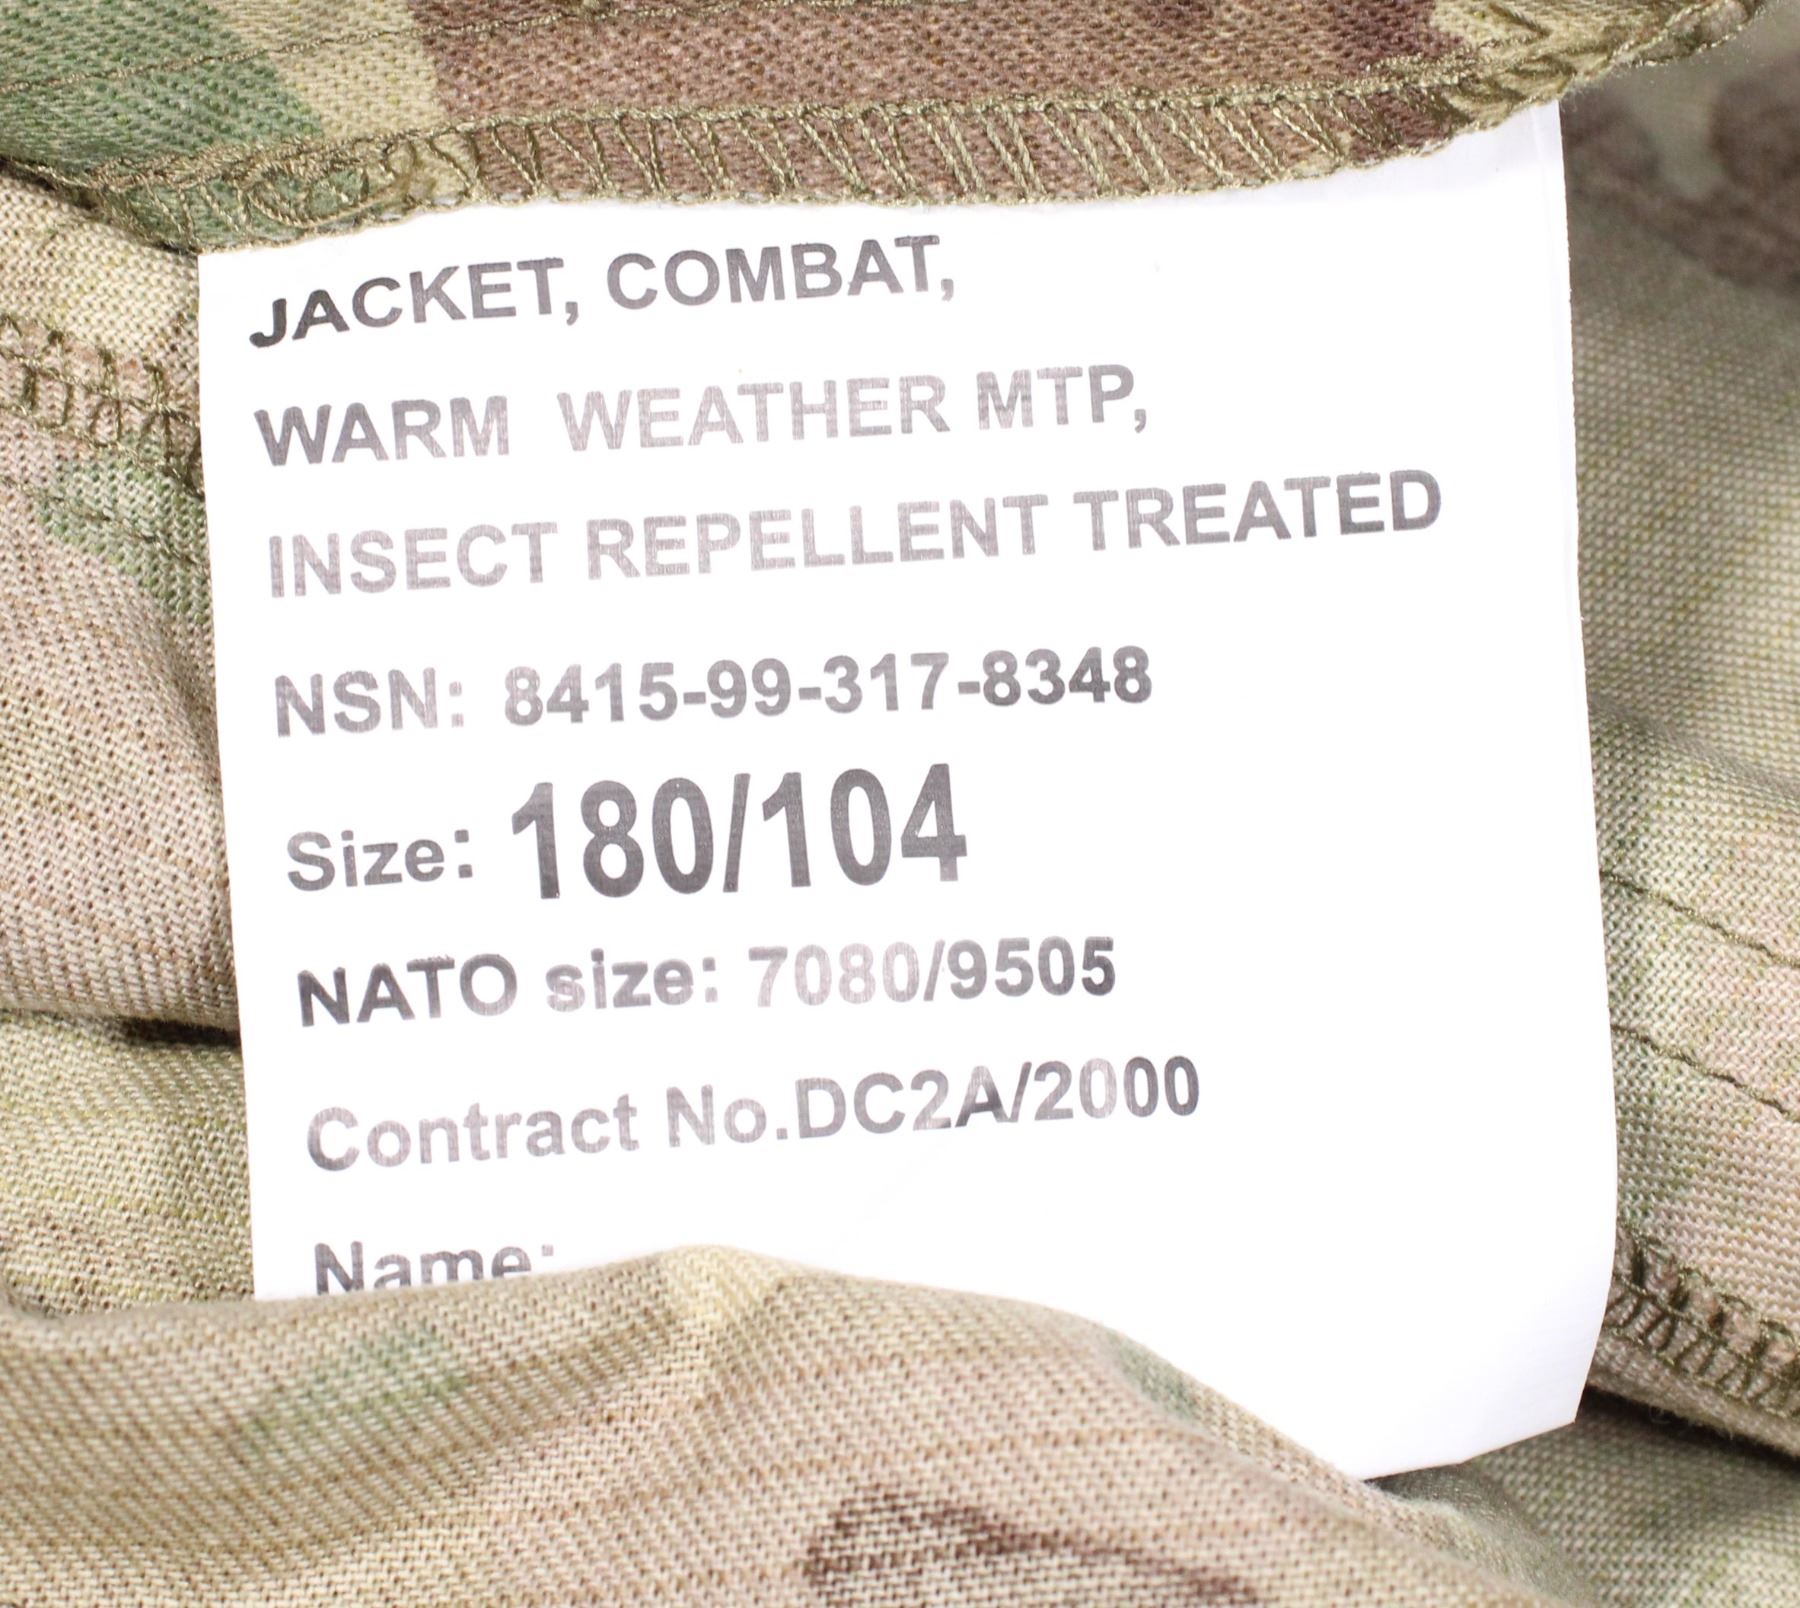 JACKET, COMBAT,
WARM WEATHER MTP,
INSECT REPELLENT TREATED
NSN: 8415-99-317-8348
Size: 180/104
NATO size: 7080/9505
Contract No.DC2A/2000
Name: